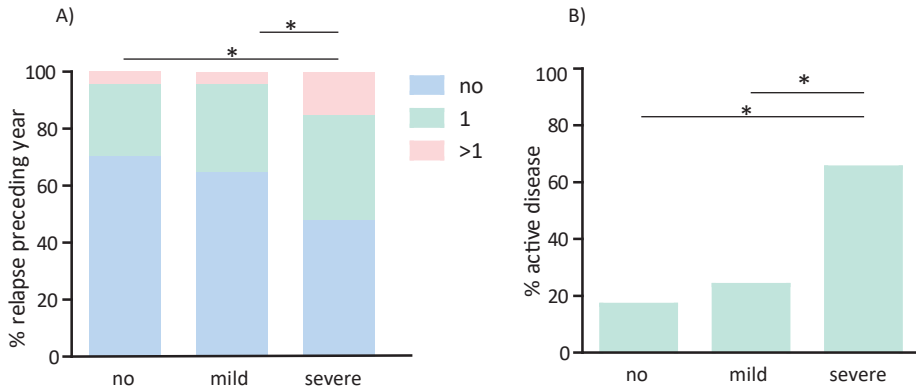 A)
% relapse preceding year
100
80
60
40
20
0
no
mild
severe
*
*
no
1
>1
B)
% active disease
100
80
60
40
20
0
no
mild
severe
*
*